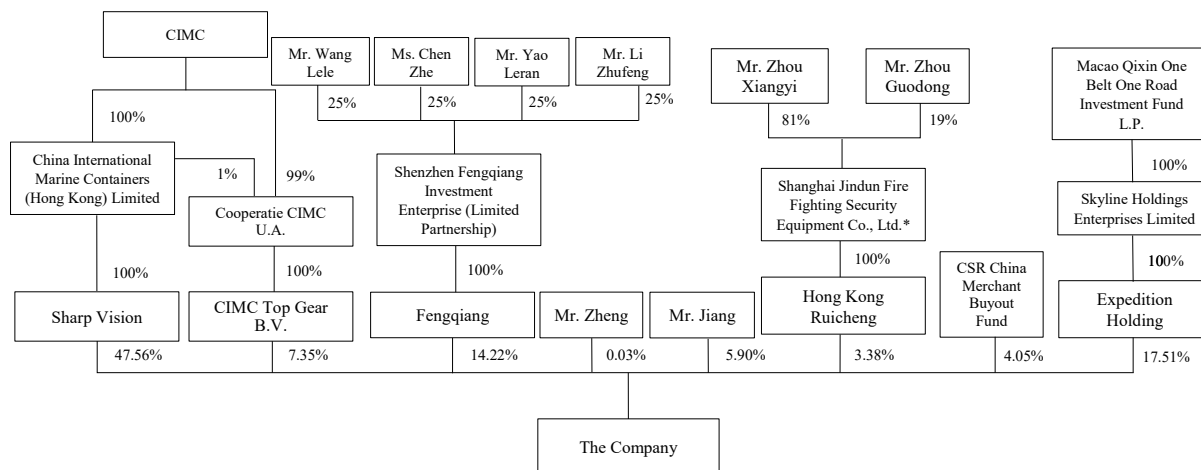 CIMC
Mr. Wang
Lele
Ms. Chen
Zhe
Mr. Yao
Leran
Mr. Li
Zhufeng
Mr. Zhou
Xiangyi
Mr. Zhou
Guodong
Macao Qixin One
Belt One Road
Investment Fund
L.P.
25%
25%
25%
25%
81%
19%
100%
China International
Marine Containers
(Hong Kong) Limited
1%
99%
Cooperatie CIMC
U.A.
Shenzhen Fengqiang
Investment
Enterprise (Limited
Partnership)
Shanghai Jindun Fire
Fighting Security
Equipment Co., Ltd.*
100%
Skyline Holdings
Enterprises Limited
100%
100%
100%
100%
100%
Sharp Vision
CIMC Top Gear
B.V.
Fengqiang
Mr. Zheng
Mr. Jiang
Hong Kong
Ruicheng
CSR China
Merchant
Buyout
Fund
Expedition
Holding
47.56%
7.35%
14.22%
0.03%
5.90%
3.38%
4.05%
17.51%
The Company